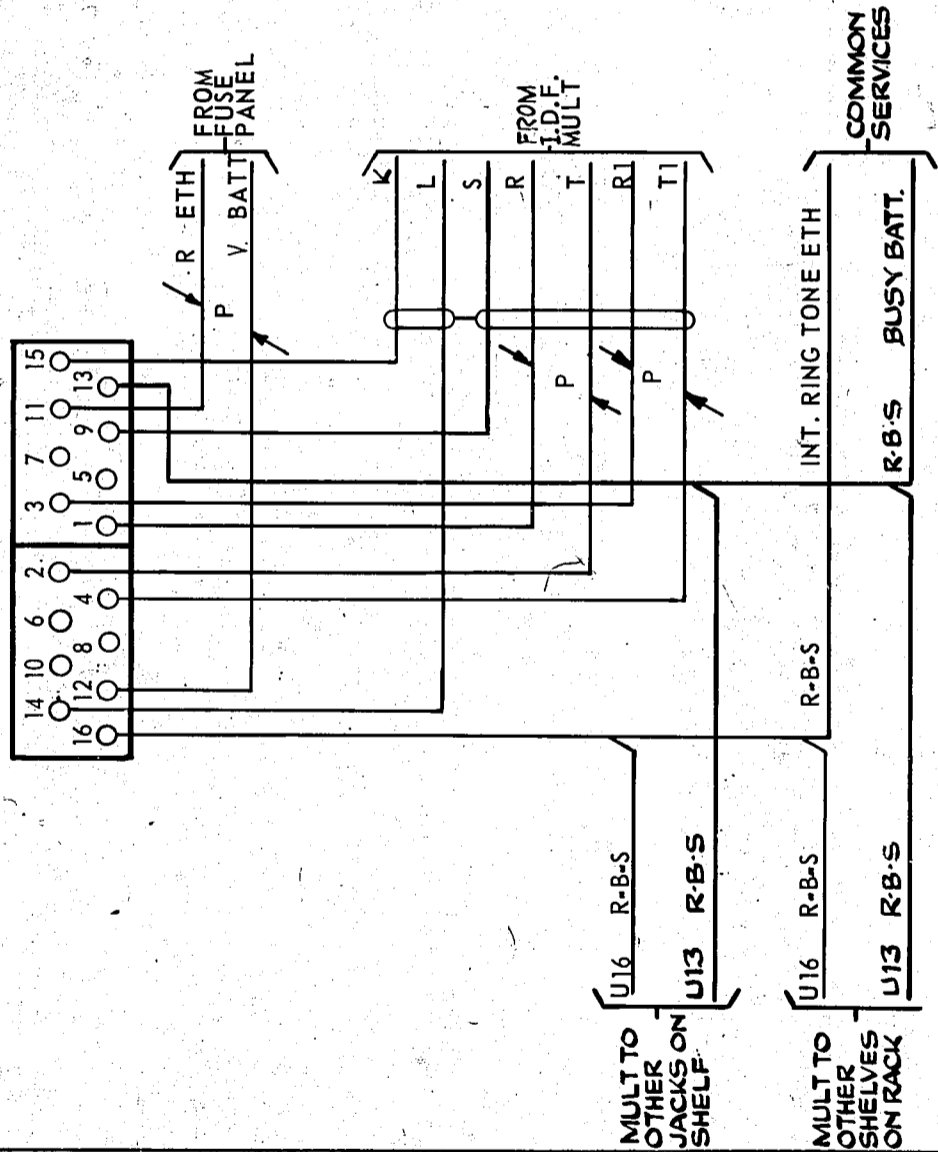 15
11
7
3
2
6
10
14
13
9
5
1
4
8
12
16
R ETH
P
V. BATT
FROM
FUSE
PANEL
K
L
S
R
T
R1
T1
FROM
I.D.F.
MULT
P
P
INT. RING TONE ETH
R-B-S
R-B-S BUSY BATT.
COMMON
SERVICES
U16 R-B-S
U13 R-B-S
MULT TO
OTHER
JACKS ON
SHELF
U16 R-B-S
U13 R-B-S
MULT TO
OTHER
SHELVES
ON RACK